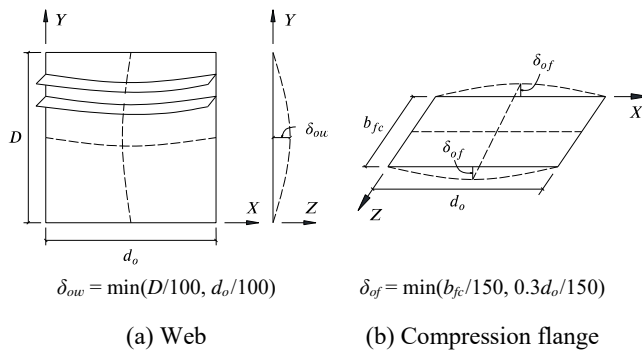 Y
Y
D
δow
X
Z
do
δow = min(D/100, do/100)
(a) Web
δof
X
bfc
δof
do
Z
δof = min(bfc/150, 0.3do/150)
(b) Compression flange